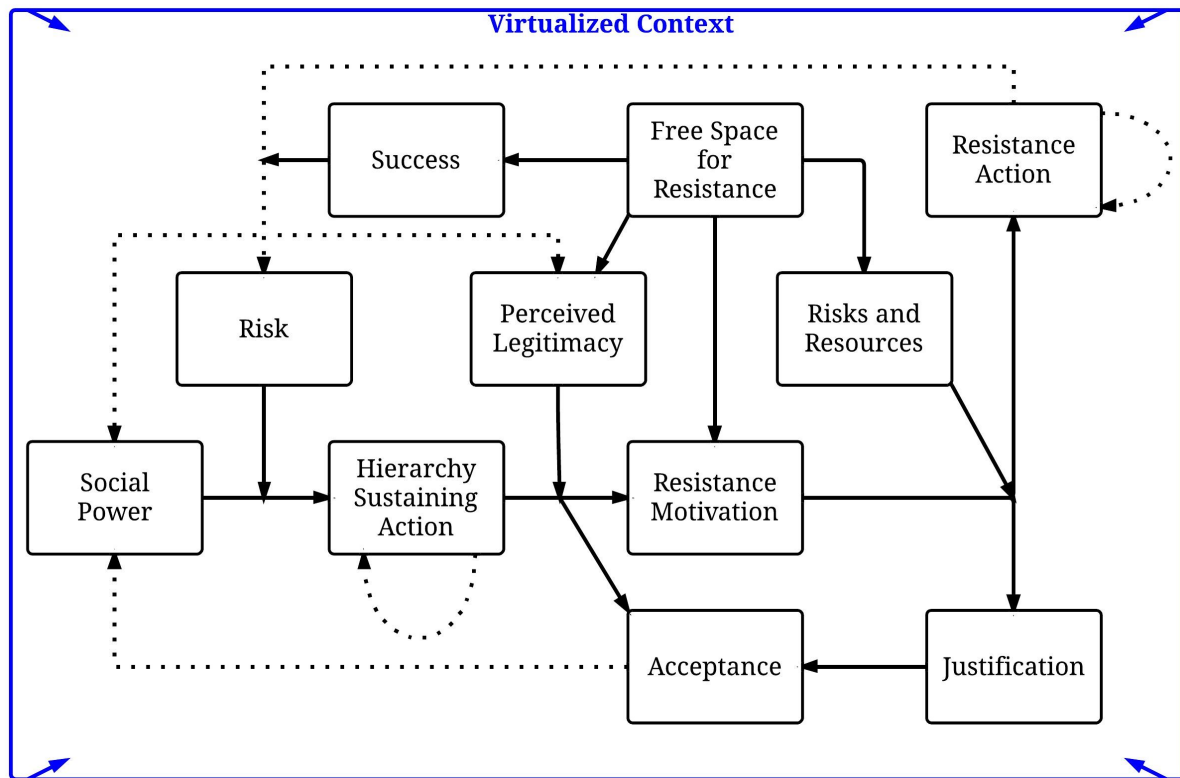 Virtualized Context
Success
Free Space
for
Resistance
Resistance
Action
Risk
Perceived
Legitimacy
Risks and
Resources
Social
Power
Hierarchy
Sustaining
Action
Resistance
Motivation
Acceptance
Justification